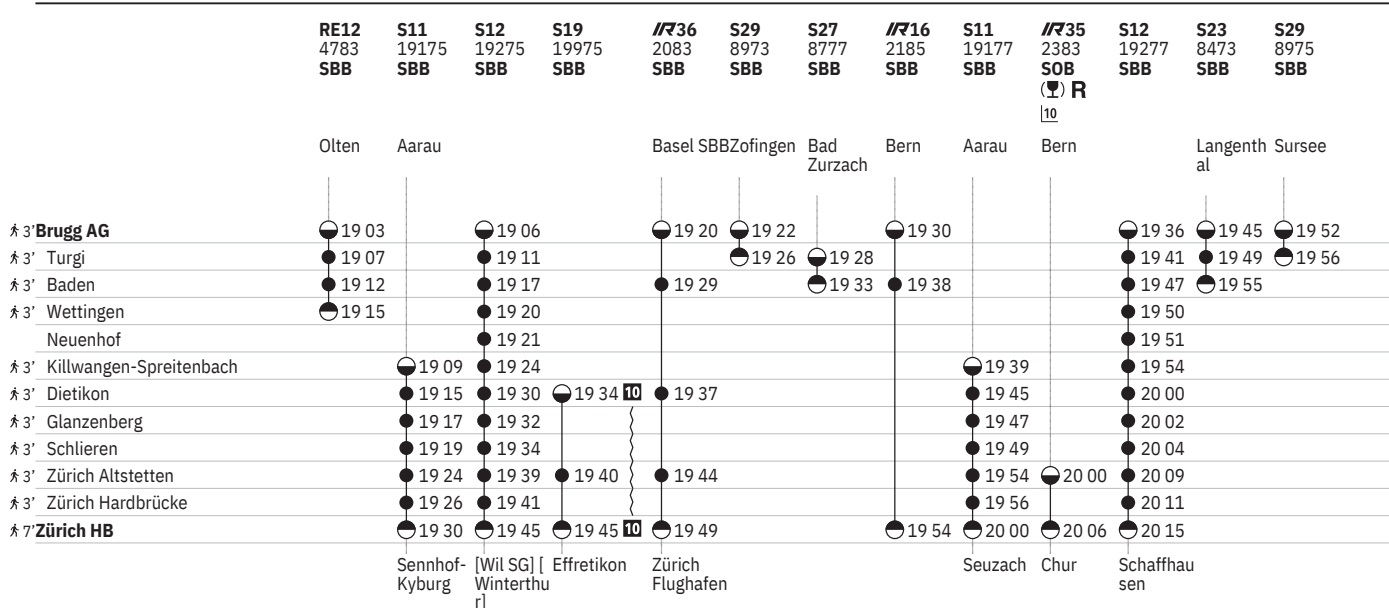 RE12 S11 S12 S19 IR36 S29 S27 IR16 S11 IR35 S12 S23 S29
4783 19175 19275 19975 2083 8973 8777 2185 19177 2383 19277 8473 8975
SBB SBB SBB SBB SBB SBB SBB SBB SBB SOB SBB SBB SBB
R
10
Olten Aarau Basel SBB Zofingen Bad Bern Aarau Bern Langenth Sursee
Zurzach al
3' Brugg AG 19 03 19 06 19 20 19 22 19 30 19 36 19 45 19 52
3' Turgi 19 07 19 11 19 26 19 28 19 41 19 49 19 56
3' Baden 19 12 19 17 19 29 19 33 19 38 19 47 19 55
3' Wettingen 19 15 19 20 19 50
Neuenhof 19 21 19 51
3' Killwangen-Spreitenbach 19 09 19 24 19 39 19 54
3' Dietikon 19 15 19 30 19 34 10 19 37 19 45 20 00
3' Glanzenberg 19 17 19 32 19 47 20 02
3' Schlieren 19 19 19 34 19 49 20 04
3' Zürich Altstetten 19 24 19 39 19 40 19 44 19 54 20 00 20 09
3' Zürich Hardbrücke 19 26 19 41 19 56 20 11
7' Zürich HB 19 30 19 45 19 45 10 19 49 19 54 20 00 20 06 20 15
Sennhof- [Wil SG] [ Effretikon Zürich Seuzach Chur Schaffhau
Kyburg Winterthu Flughafen sen
r]